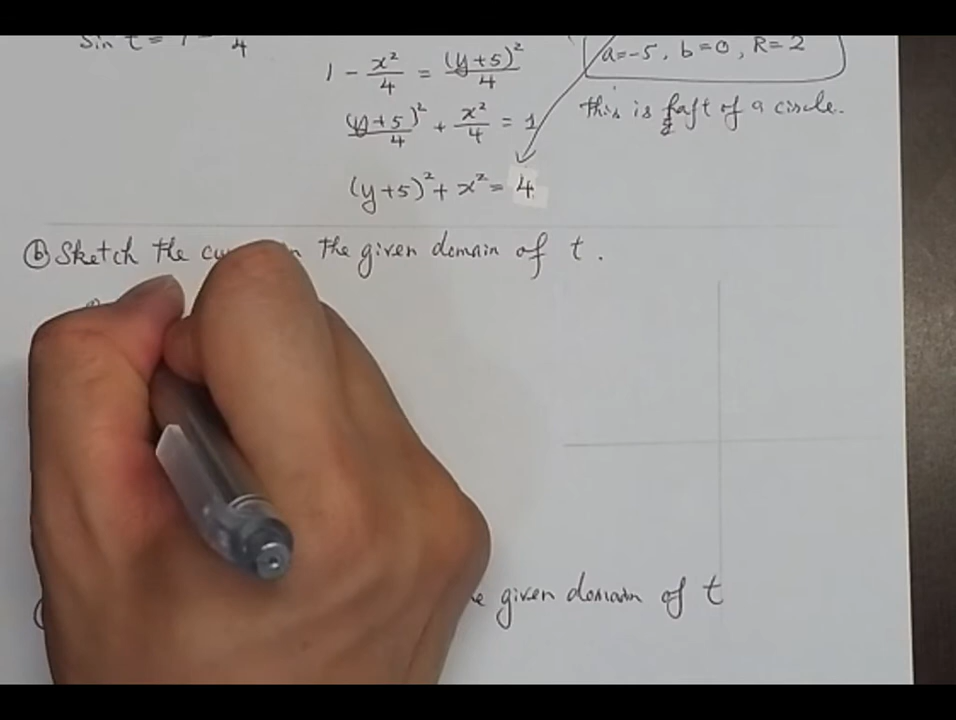 Sin t = 1 - 4
a=-5, b=0, R=2
1 - x²/4 = (y+5)²/4
this is part of a circle.
(y+5)²/4 + x²/4 = 1
(y+5)² + x² = 4
ⓑ Sketch the in the given domain of t.
given domain of t